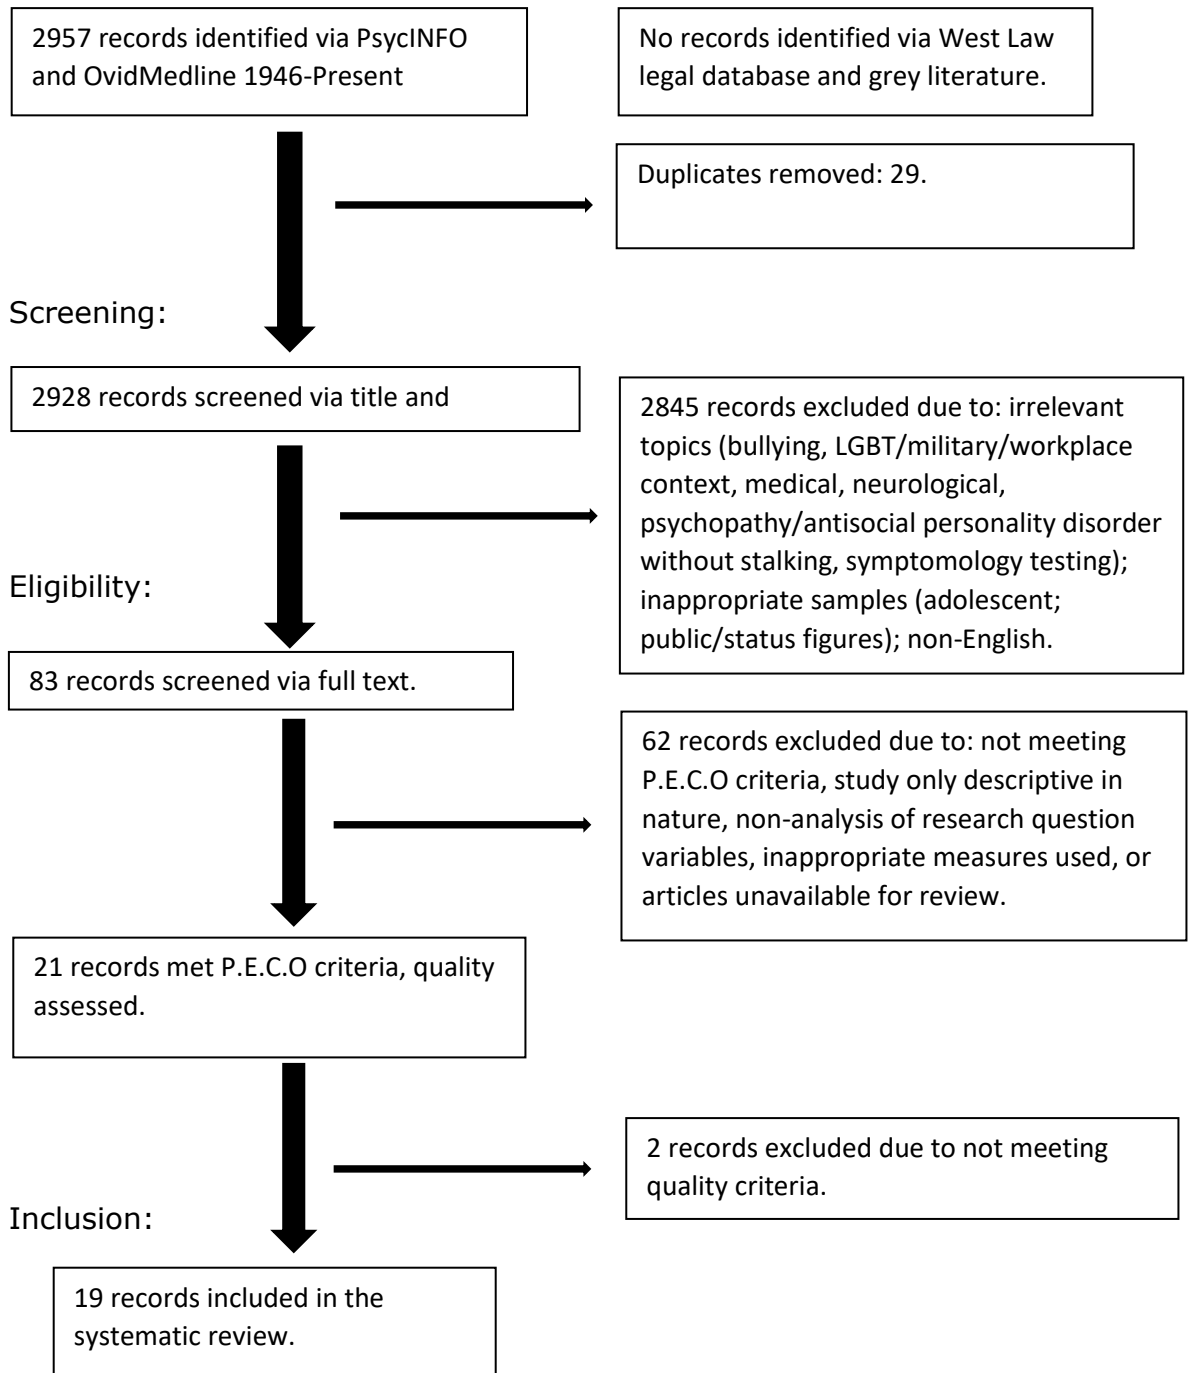 2957 records identified via PsycINFO
and OvidMedline 1946-Present
No records identified via West Law
legal database and grey literature.
Duplicates removed: 29.
Screening:
2928 records screened via title and
2845 records excluded due to: irrelevant
topics (bullying, LGBT/military/workplace
context, medical, neurological,
psychopathy/antisocial personality disorder
without stalking, symptomology testing);
inappropriate samples (adolescent;
public/status figures); non-English.
Eligibility:
83 records screened via full text.
62 records excluded due to: not meeting
P.E.C.O criteria, study only descriptive in
nature, non-analysis of research question
variables, inappropriate measures used, or
articles unavailable for review.
21 records met P.E.C.O criteria, quality
assessed.
2 records excluded due to not meeting
quality criteria.
Inclusion:
19 records included in the
systematic review.